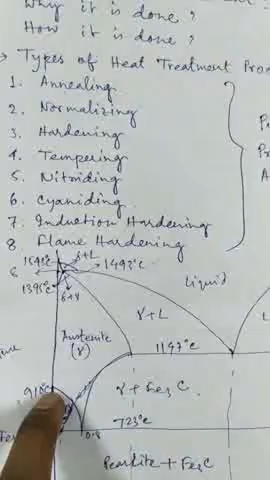 Why it is done ?
How it is done ?
→ Types of Heat Treatment Pro
1. Annealing
2. Normalizing
3. Hardening
4. Tempering
5. Nitriding
6. Cyaniding
7. Induction Hardening
8. Flame Hardening
δ+L
1492°C
Liquid
δ
1395°C
δ+γ
γ+L
Austenite
(γ)
1147°C
910°C
γ+Fe3C
723°C
0.8
Pearlite + Fe3C